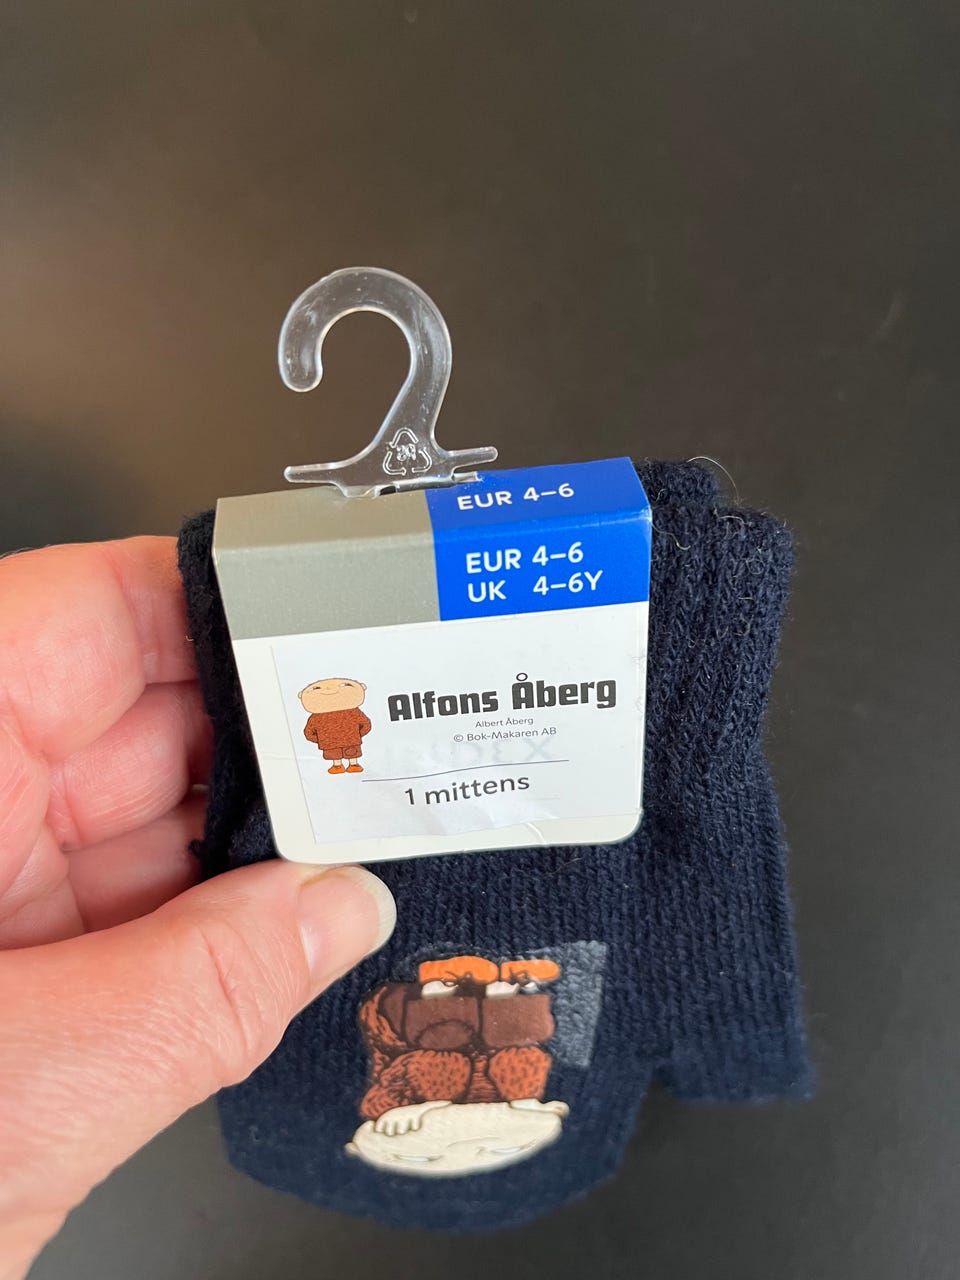 EUR 4–6
EUR 4–6
UK 4–6Y
Alfons Åberg
Albert Åberg
© Bok-Makaren AB
1 mittens